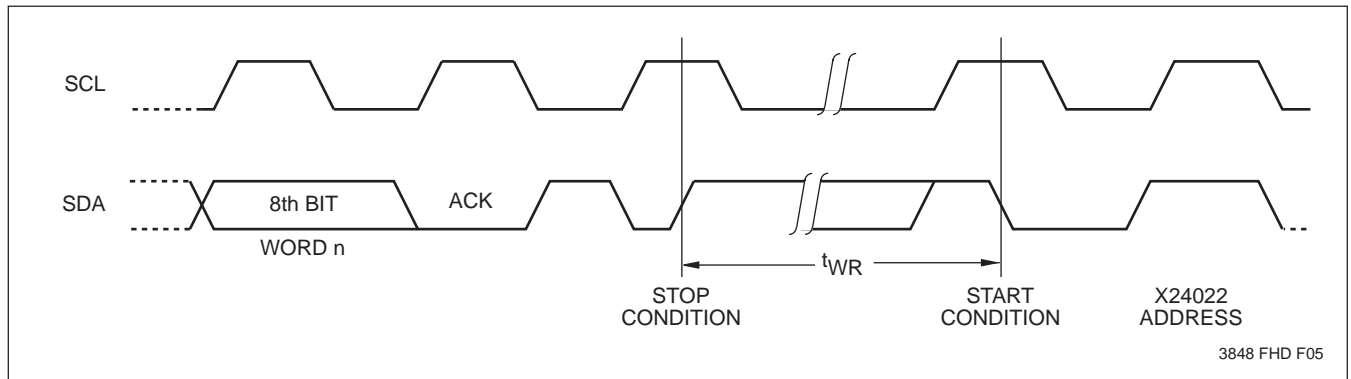 SCL
SDA
8th BIT
ACK
WORD n
tWR
STOP
CONDITION
START
CONDITION
X24022
ADDRESS
3848 FHD F05